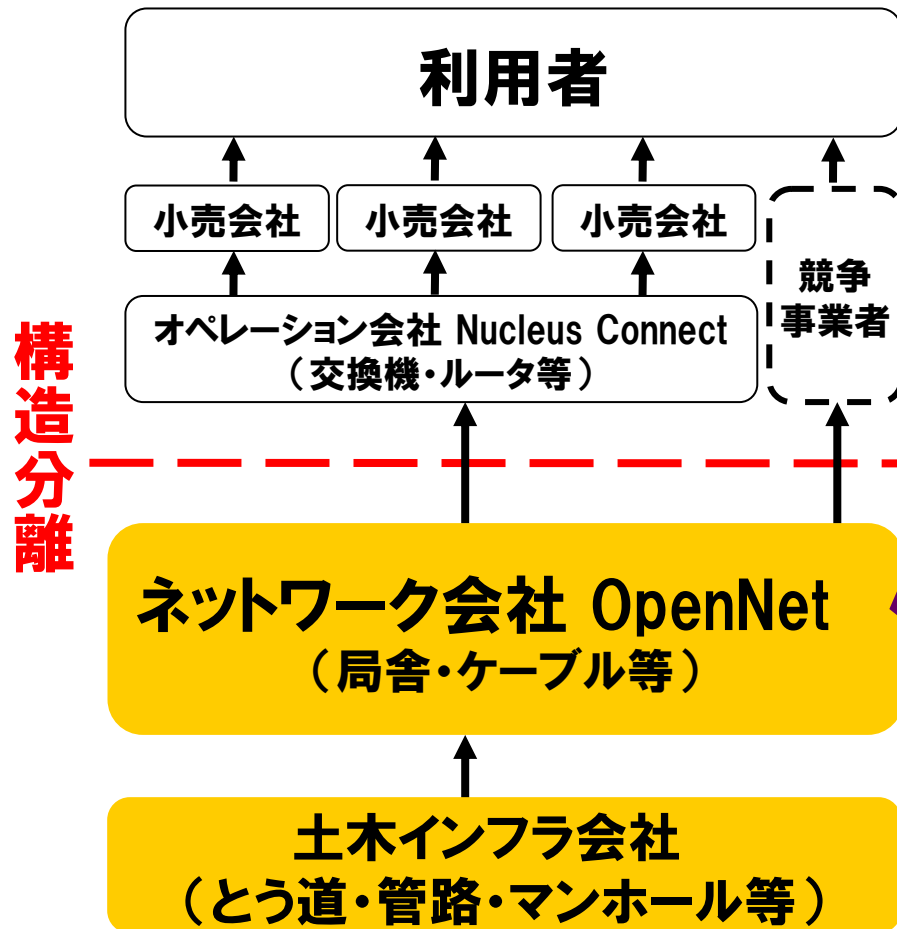 利用者
小売会社
小売会社
小売会社
競争
事業者
オペレーション会社 Nucleus Connect
（交換機・ルータ等）
構造分離
ネットワーク会社 OpenNet
（局舎・ケーブル等）
土木インフラ会社
（とう道・管路・マンホール等）